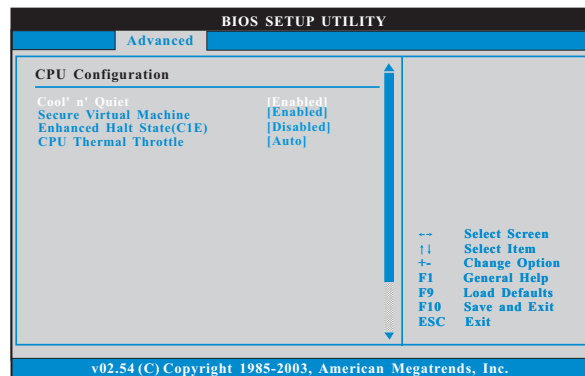 BIOS SETUP UTILITY
Advanced
CPU Configuration
Cool' n' Quiet [Enabled]
Secure Virtual Machine [Enabled]
Enhanced Halt State(C1E) [Disabled]
CPU Thermal Throttle [Auto]
←→ Select Screen
↑↓ Select Item
+- Change Option
F1 General Help
F9 Load Defaults
F10 Save and Exit
ESC Exit
v02.54 (C) Copyright 1985-2003, American Megatrends, Inc.